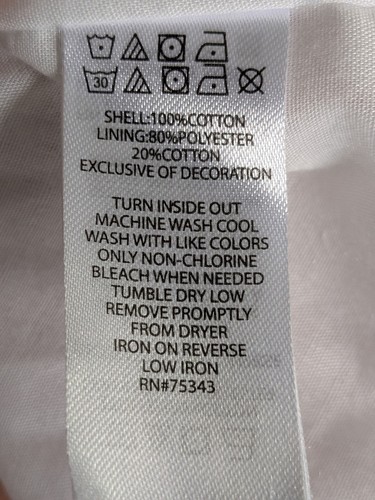 30
SHELL:100%COTTON
LINING:80%POLYESTER
20%COTTON
EXCLUSIVE OF DECORATION
TURN INSIDE OUT
MACHINE WASH COOL
WASH WITH LIKE COLORS
ONLY NON-CHLORINE
BLEACH WHEN NEEDED
TUMBLE DRY LOW
REMOVE PROMPTLY
FROM DRYER
IRON ON REVERSE
LOW IRON
RN#75343